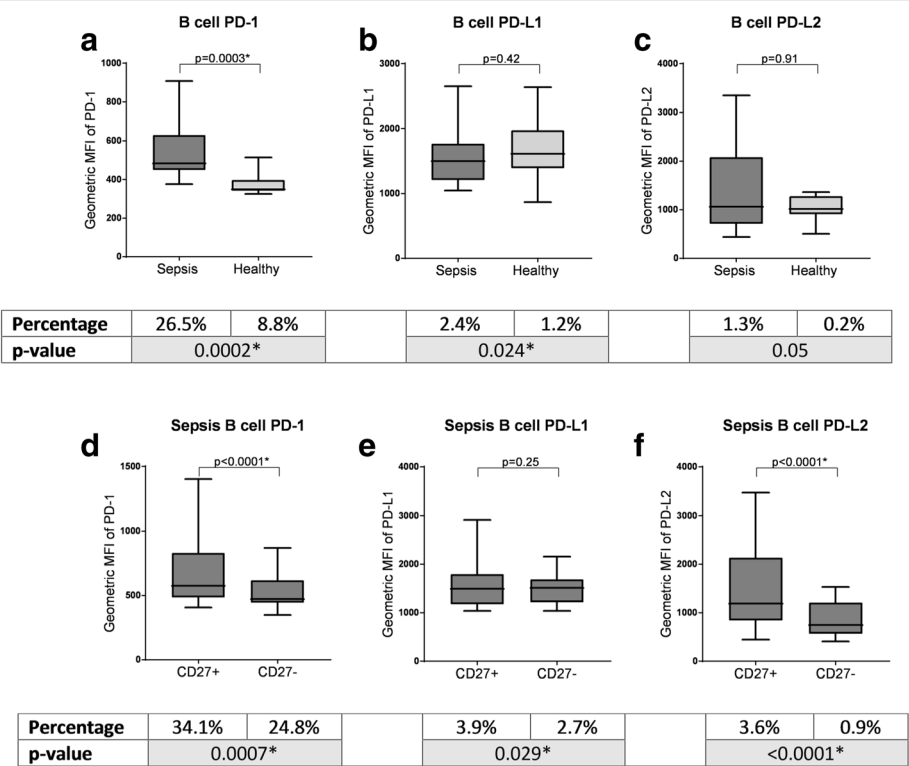 B cell PD-1
B cell PD-L1
B cell PD-L2
a
b
c
p=0.0003*
p=0.42
p=0.91
Geometric MFI of PD-1
1000
800
600
400
200
0
Sepsis Healthy
Geometric MFI of PD-L1
3000
2000
1000
0
Sepsis Healthy
Geometric MFI of PD-L2
4000
3000
2000
1000
0
Sepsis Healthy
Percentage 26.5% 8.8% 2.4% 1.2% 1.3% 0.2%
p-value 0.0002* 0.024* 0.05
Sepsis B cell PD-1
Sepsis B cell PD-L1
Sepsis B cell PD-L2
d
e
f
p<0.0001*
p=0.25
p<0.0001*
Geometric MFI of PD-1
1500
1000
500
0
CD27+ CD27-
Geometric MFI of PD-L1
4000
3000
2000
1000
0
CD27+ CD27-
Geometric MFI of PD-L2
4000
3000
2000
1000
0
CD27+ CD27-
Percentage 34.1% 24.8% 3.9% 2.7% 3.6% 0.9%
p-value 0.0007* 0.029* <0.0001*